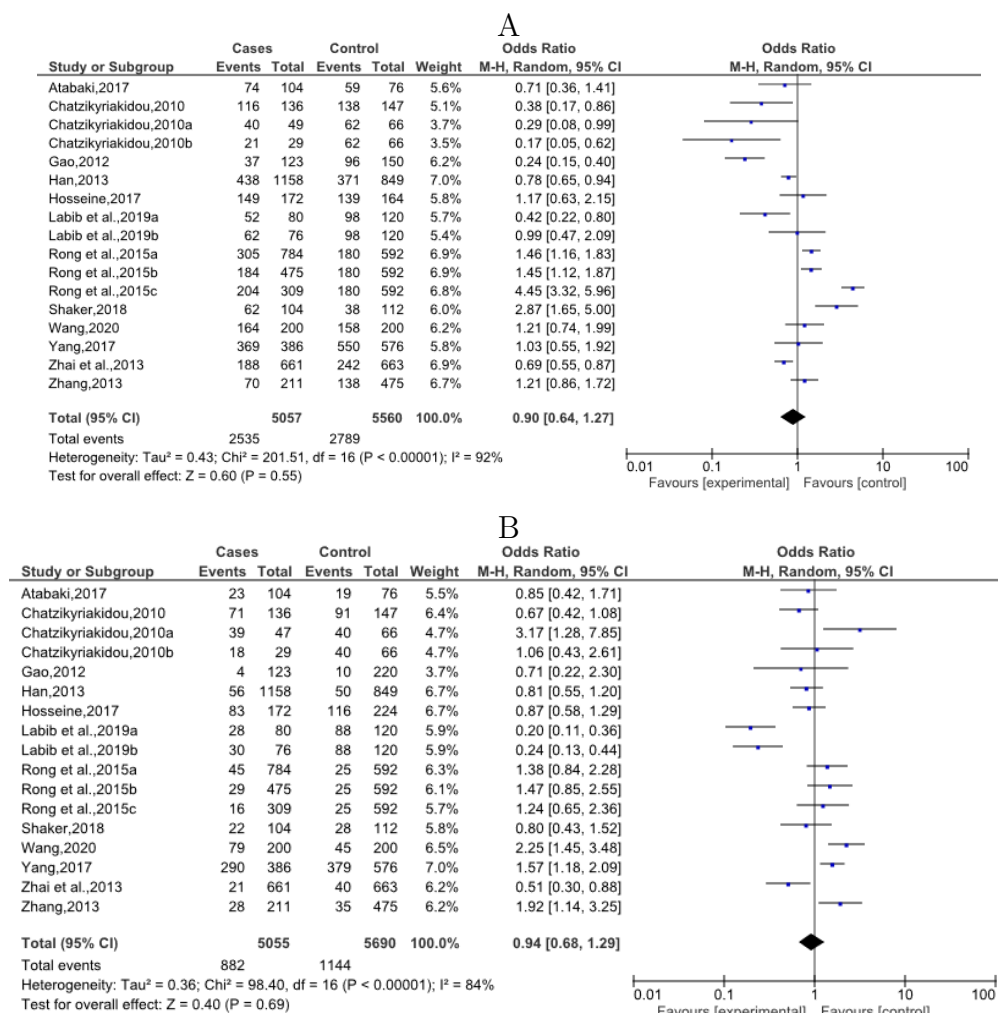 A
Cases Control Odds Ratio Odds Ratio
Study or Subgroup Events Total Events Total Weight M-H, Random, 95% CI M-H, Random, 95% CI
Atabaki,2017 74 104 59 76 5.6% 0.71 [0.36, 1.41]
Chatzikyriakidou,2010 116 136 138 147 5.1% 0.38 [0.17, 0.86]
Chatzikyriakidou,2010a 40 49 62 66 3.7% 0.29 [0.08, 0.99]
Chatzikyriakidou,2010b 21 29 62 66 3.5% 0.17 [0.05, 0.62]
Gao,2012 37 123 96 150 6.2% 0.24 [0.15, 0.40]
Han,2013 438 1158 371 849 7.0% 0.78 [0.65, 0.94]
Hosseine,2017 149 172 139 164 5.8% 1.17 [0.63, 2.15]
Labib et al.,2019a 52 80 98 120 5.7% 0.42 [0.22, 0.80]
Labib et al.,2019b 62 76 98 120 5.4% 0.99 [0.47, 2.09]
Rong et al.,2015a 305 784 180 592 6.9% 1.46 [1.16, 1.83]
Rong et al.,2015b 184 475 180 592 6.9% 1.45 [1.12, 1.87]
Rong et al.,2015c 204 309 180 592 6.8% 4.45 [3.32, 5.96]
Shaker,2018 62 104 38 112 6.0% 2.87 [1.65, 5.00]
Wang,2020 164 200 158 200 6.2% 1.21 [0.74, 1.99]
Yang,2017 369 386 550 576 5.7% 1.03 [0.55, 1.92]
Zhai et al.,2013 188 661 242 663 6.9% 0.69 [0.55, 0.87]
Zhang,2013 70 211 138 475 6.7% 1.21 [0.86, 1.72]
Total (95% CI) 5057 5560 100.0% 0.90 [0.64, 1.27]
Total events 2535 2789
Heterogeneity: Tau² = 0.43; Chi² = 201.51, df = 16 (P < 0.00001); I² = 92%
Test for overall effect: Z = 0.60 (P = 0.55)
0.01 0.1 1 10 100
Favours [experimental] Favours [control]
B
Cases Control Odds Ratio Odds Ratio
Study or Subgroup Events Total Events Total Weight M-H, Random, 95% CI M-H, Random, 95% CI
Atabaki,2017 23 104 19 76 5.5% 0.85 [0.42, 1.71]
Chatzikyriakidou,2010 71 136 91 147 6.4% 0.67 [0.42, 1.08]
Chatzikyriakidou,2010a 39 47 40 66 4.7% 3.17 [1.28, 7.85]
Chatzikyriakidou,2010b 18 29 40 66 4.7% 1.06 [0.43, 2.61]
Gao,2012 4 123 10 220 3.7% 0.71 [0.22, 2.30]
Han,2013 56 1158 50 849 6.7% 0.81 [0.55, 1.20]
Hosseine,2017 83 172 116 224 6.7% 0.87 [0.58, 1.29]
Labib et al.,2019a 28 80 88 120 5.9% 0.20 [0.11, 0.36]
Labib et al.,2019b 30 76 88 120 5.9% 0.24 [0.13, 0.44]
Rong et al.,2015a 45 784 25 592 6.3% 1.38 [0.84, 2.28]
Rong et al.,2015b 29 475 25 592 6.1% 1.47 [0.85, 2.55]
Rong et al.,2015c 16 309 25 592 5.7% 1.24 [0.65, 2.36]
Shaker,2018 22 104 28 112 5.8% 0.80 [0.43, 1.52]
Wang,2020 79 200 45 200 6.5% 2.25 [1.45, 3.48]
Yang,2017 290 386 379 576 7.0% 1.57 [1.18, 2.09]
Zhai et al.,2013 21 661 40 663 6.2% 0.51 [0.30, 0.88]
Zhang,2013 28 211 35 475 6.2% 1.92 [1.14, 3.25]
Total (95% CI) 5055 5690 100.0% 0.94 [0.68, 1.29]
Total events 882 1144
Heterogeneity: Tau² = 0.36; Chi² = 98.40, df = 16 (P < 0.00001); I² = 84%
Test for overall effect: Z = 0.40 (P = 0.69)
0.01 0.1 1 10 100
Favours [experimental] Favours [control]